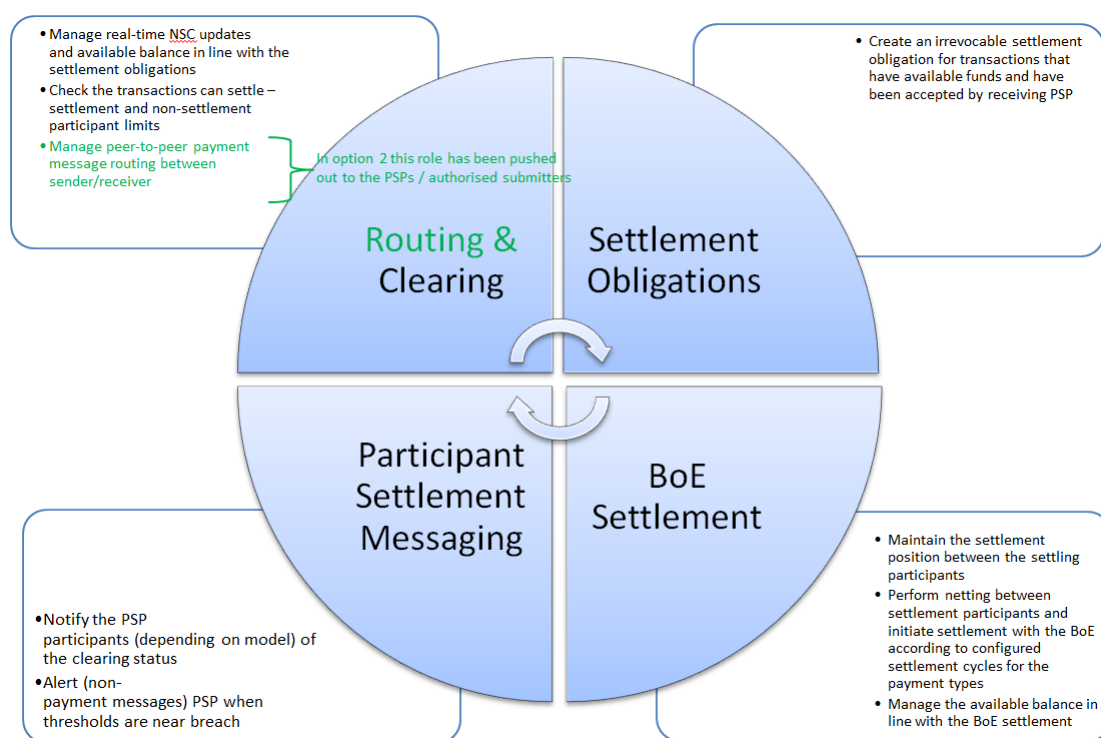 • Manage real-time NSC updates
and available balance in line with the
settlement obligations
• Check the transactions can settle –
settlement and non-settlement
participant limits
• Manage peer-to-peer payment
message routing between
sender/receiver
In option 2 this role has been pushed
out to the PSPs / authorised submitters
• Create an irrevocable settlement
obligation for transactions that
have available funds and have
been accepted by receiving PSP
Routing &
Clearing
Settlement
Obligations
Participant
Settlement
Messaging
BoE
Settlement
•Notify the PSP
participants (depending on model) of
the clearing status
•Alert (non-
payment messages) PSP when
thresholds are near breach
• Maintain the settlement
position between the settling
participants
• Perform netting between
settlement participants and
initiate settlement with the BoE
according to configured
settlement cycles for the
payment types
• Manage the available balance in
line with the BoE settlement